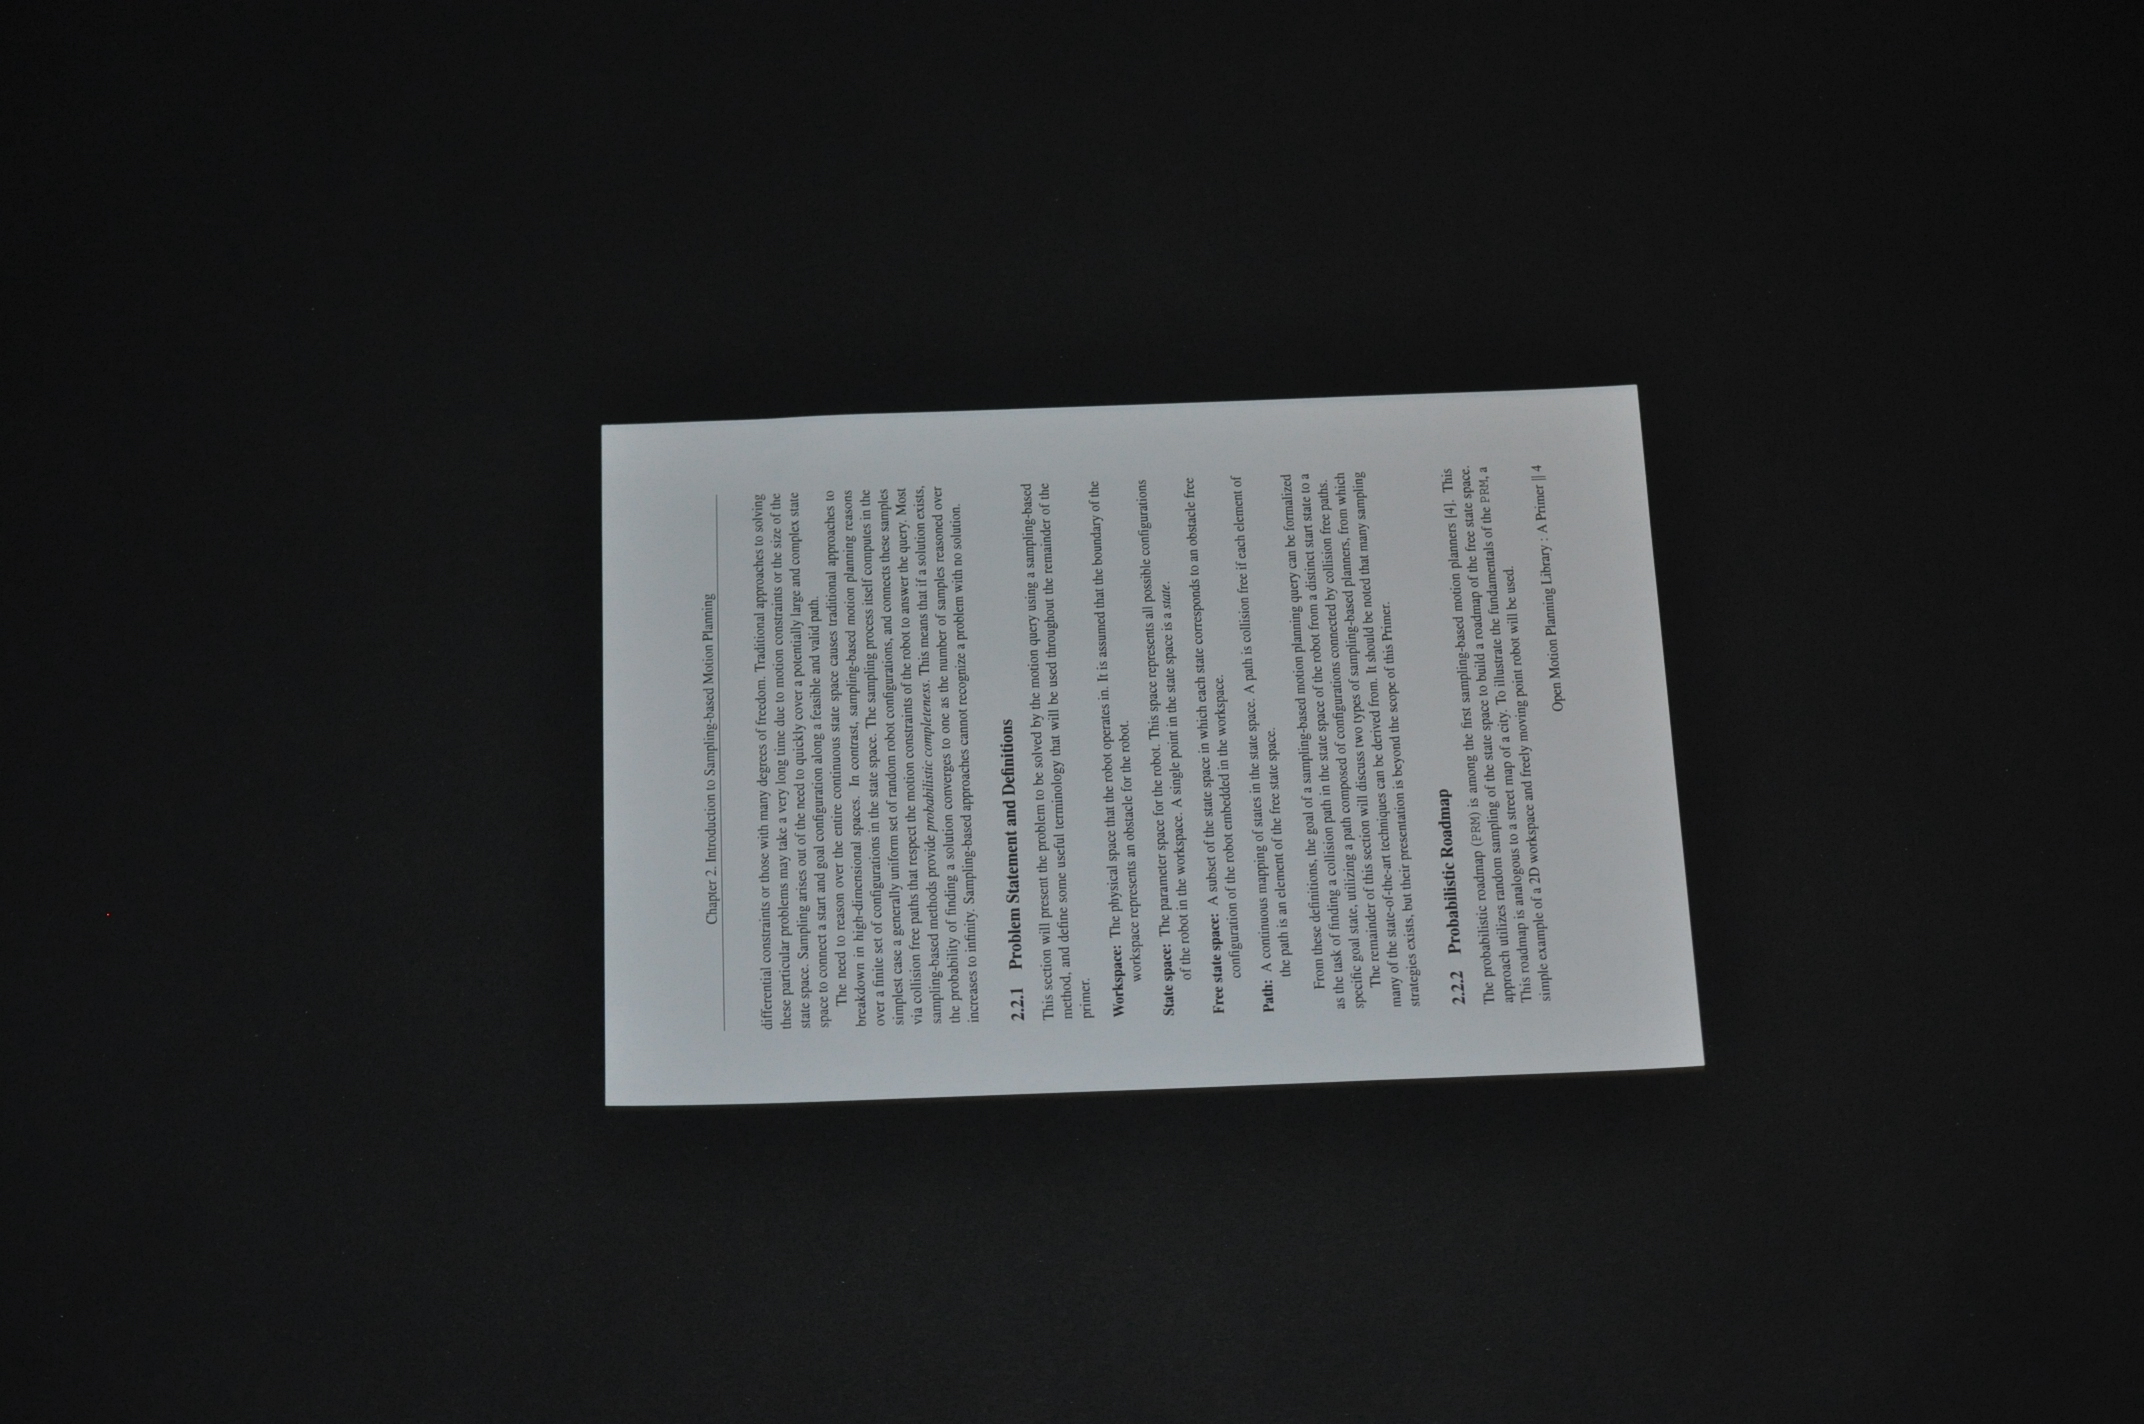 Chapter 2. Introduction to Sampling-based Motion Planning
differential constraints or those with many degrees of freedom. Traditional approaches to solving
these particular problems may take a very long time due to motion constraints or the size of the
state space. Sampling arises out of the need to quickly cover a potentially large and complex state
space to connect a start and goal configuration along a feasible and valid path.
The need to reason over the entire continuous state space causes traditional approaches to
breakdown in high-dimensional spaces. In contrast, sampling-based motion planning reasons
over a finite set of configurations in the state space. The sampling process itself computes in the
simplest case a generally uniform set of random robot configurations, and connects these samples
via collision free paths that respect the motion constraints of the robot to answer the query. Most
sampling-based methods provide probabilistic completeness. This means that if a solution exists,
the probability of finding a solution converges to one as the number of samples reasoned over
increases to infinity. Sampling-based approaches cannot recognize a problem with no solution.
2.2.1 Problem Statement and Definitions
This section will present the problem to be solved by the motion query using a sampling-based
method, and define some useful terminology that will be used throughout the remainder of the
primer.
Workspace: The physical space that the robot operates in. It is assumed that the boundary of the
workspace represents an obstacle for the robot.
State space: The parameter space for the robot. This space represents all possible configurations
of the robot in the workspace. A single point in the state space is a state.
Free state space: A subset of the state space in which each state corresponds to an obstacle free
configuration of the robot embedded in the workspace.
Path: A continuous mapping of states in the state space. A path is collision free if each element of
the path is an element of the free state space.
From these definitions, the goal of a sampling-based motion planning query can be formalized
as the task of finding a collision path in the state space of the robot from a distinct start state to a
specific goal state, utilizing a path composed of configurations connected by collision free paths.
The remainder of this section will discuss two types of sampling-based planners, from which
many of the state-of-the-art techniques can be derived from. It should be noted that many sampling
strategies exists, but their presentation is beyond the scope of this Primer.
2.2.2 Probabilistic Roadmap
The probabilistic roadmap (PRM) is among the first sampling-based motion planners [4]. This
approach utilizes random sampling of the state space to build a roadmap of the free state space.
This roadmap is analogous to a street map of a city. To illustrate the fundamentals of the PRM, a
simple example of a 2D workspace and freely moving point robot will be used.
Open Motion Planning Library : A Primer || 4